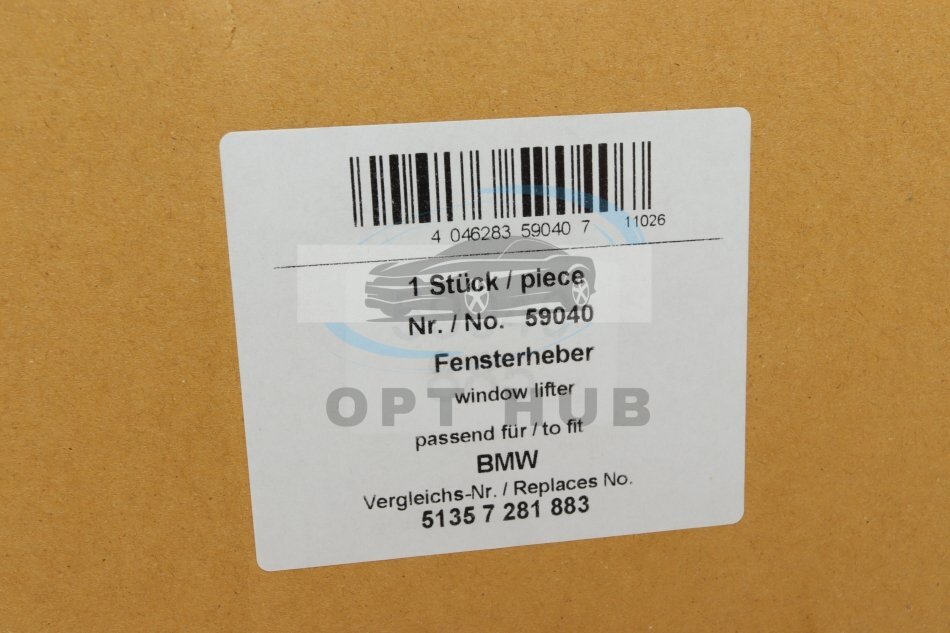 4 046283 59040 7 11026
1 Stück / piece
Nr. / No. 59040
Fensterheber
window lifter
OPT HUB
passend für / to fit
BMW
Vergleichs-Nr. / Replaces No.
5135 7 281 883